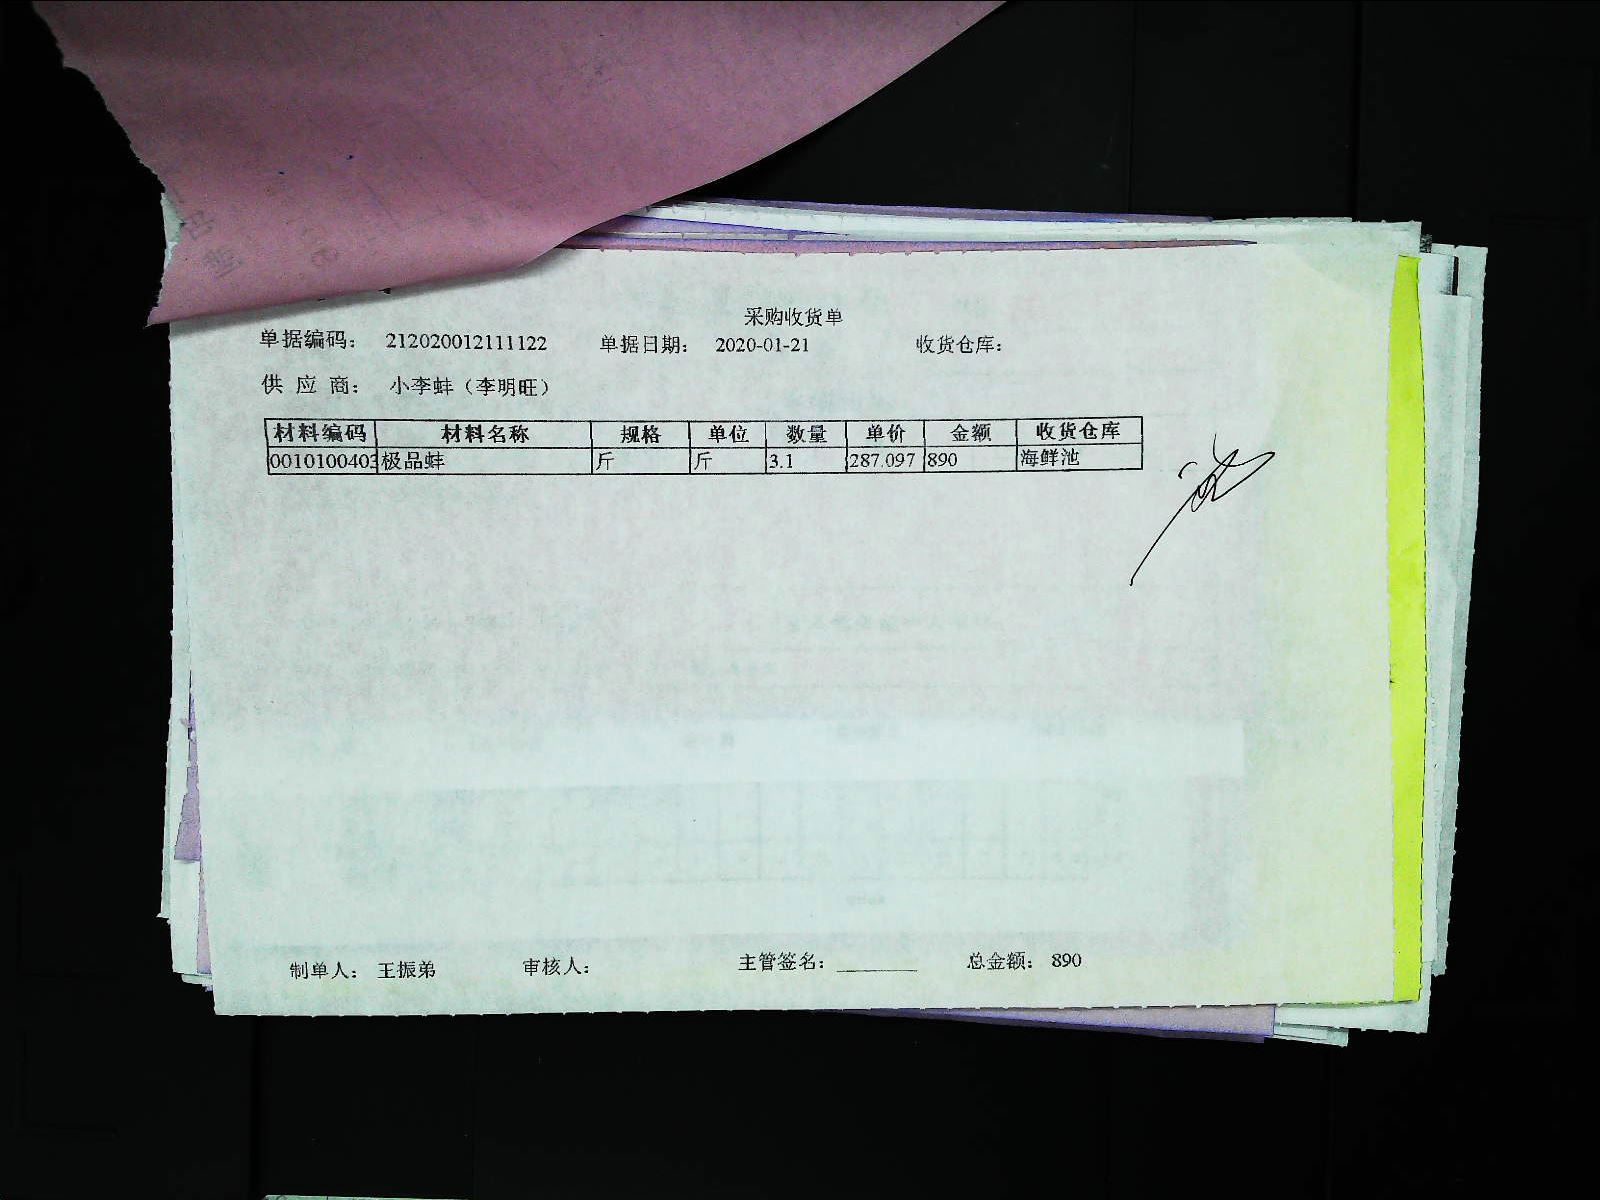 采购收货单
单据编码： 212020012111122 单据日期： 2020-01-21 收货仓库：
供 应 商： 小李蚌（李明旺）
材料编码 材料名称 规格 单位 数量 单价 金额 收货仓库
0010100403 极品蚌 斤 斤 3.1 287.097 890 海鲜池
制单人： 王振弟 审核人： 主管签名： 总金额： 890